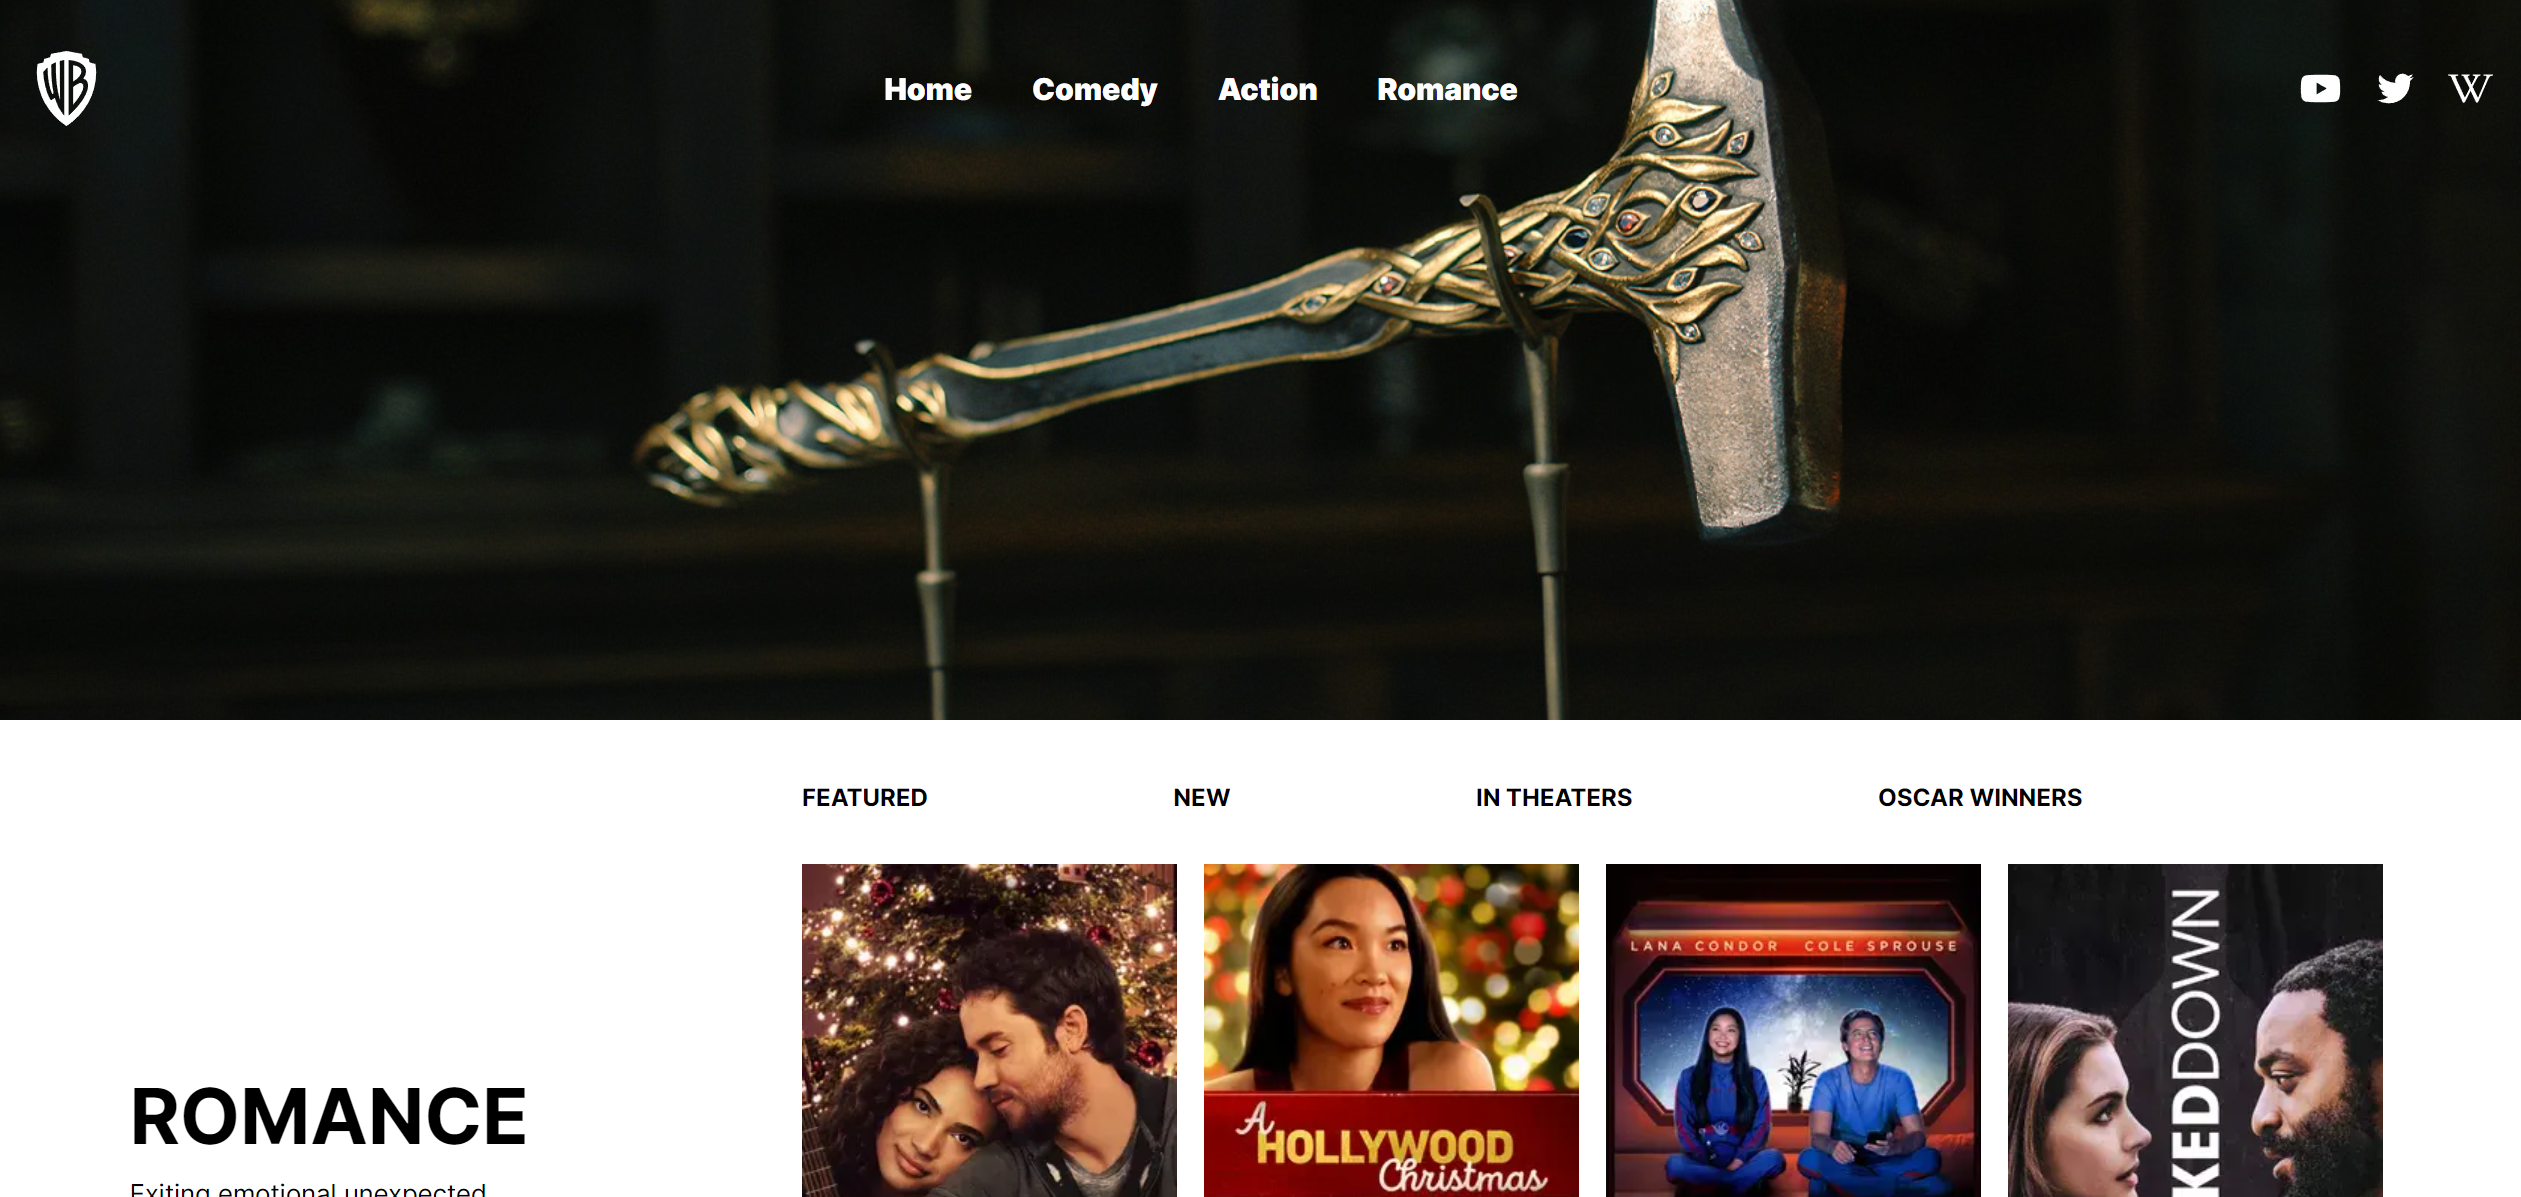 WB
Home Comedy Action Romance W
FEATURED NEW IN THEATERS OSCAR WINNERS
LANA CONDOR COLE SPROUSE
KEDDOWN
A
HOLLYWOOD
Christmas
ROMANCE
Exiting emotional unexpected